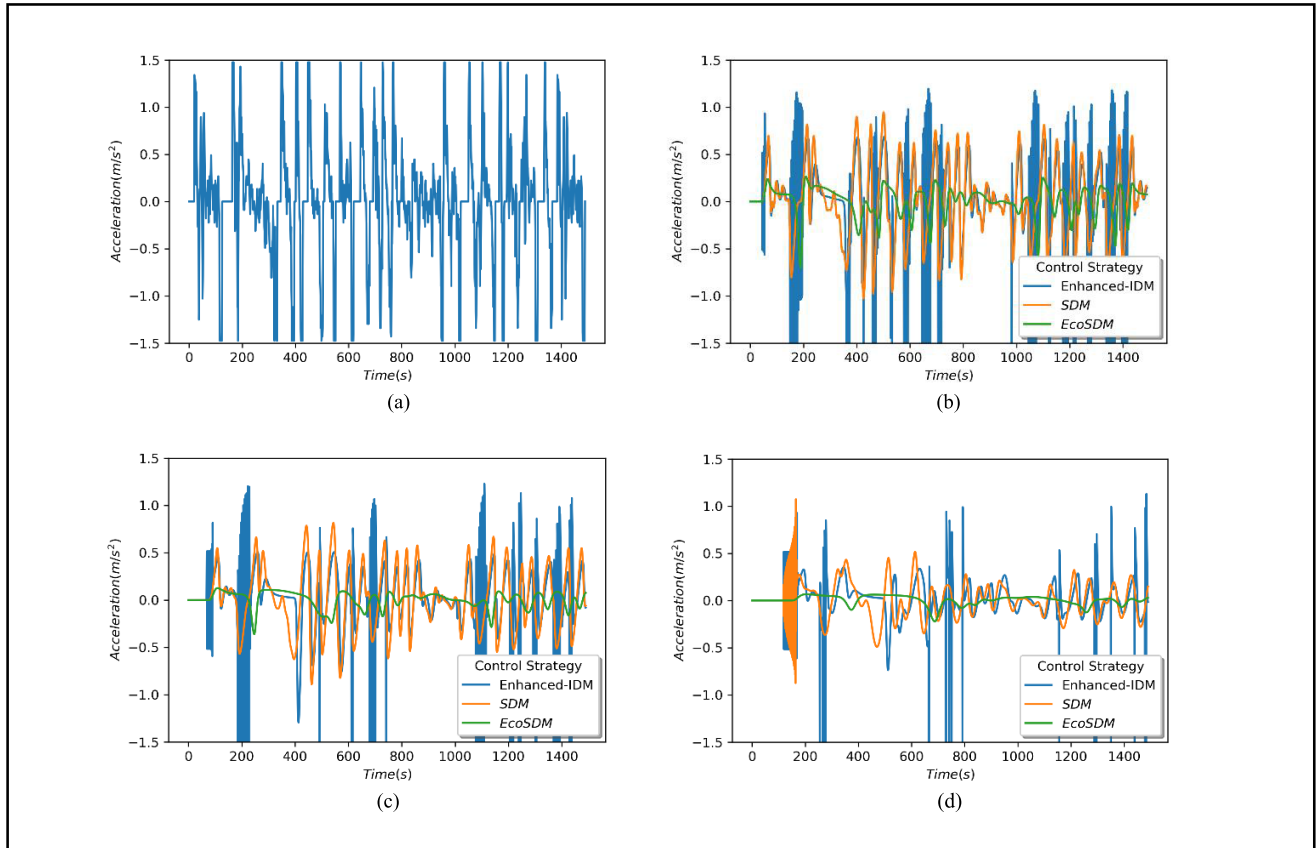 1.5
1.0
0.5
0.0
−0.5
−1.0
−1.5
Acceleration(m/s²)
0 200 400 600 800 1000 1200 1400
Time(s)
(a)
1.5
1.0
0.5
0.0
−0.5
−1.0
−1.5
Acceleration(m/s²)
Control Strategy
Enhanced-IDM
SDM
EcoSDM
0 200 400 600 800 1000 1200 1400
Time(s)
(b)
1.5
1.0
0.5
0.0
−0.5
−1.0
−1.5
Acceleration(m/s²)
Control Strategy
Enhanced-IDM
SDM
EcoSDM
0 200 400 600 800 1000 1200 1400
Time(s)
(c)
1.5
1.0
0.5
0.0
−0.5
−1.0
−1.5
Acceleration(m/s²)
Control Strategy
Enhanced-IDM
SDM
EcoSDM
0 200 400 600 800 1000 1200 1400
Time(s)
(d)